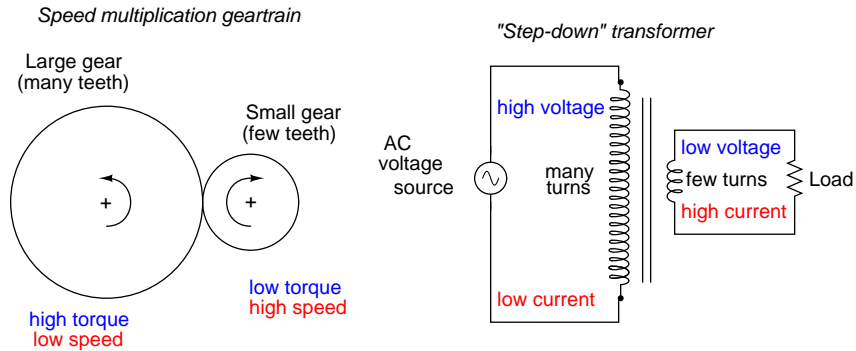 Speed multiplication geartrain
Large gear
(many teeth)
Small gear
(few teeth)
+
+
low torque
high speed
high torque
low speed
"Step-down" transformer
high voltage
AC
voltage
source
many
turns
low voltage
few turns
Load
high current
low current